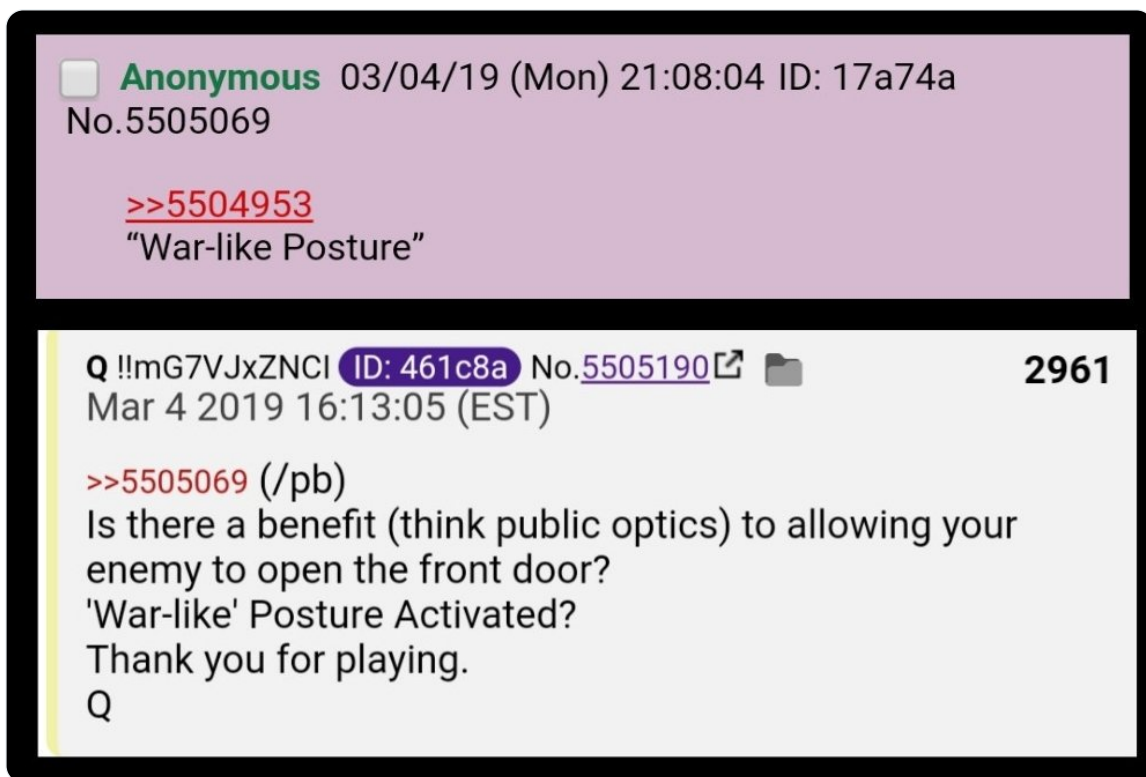 Anonymous 03/04/19 (Mon) 21:08:04 ID: 17a74a
No.5505069
>>5504953
“War-like Posture”
Q !!mG7VJxZNCI ID: 461c8a No.5505190 2961
Mar 4 2019 16:13:05 (EST)
>>5505069 (/pb)
Is there a benefit (think public optics) to allowing your
enemy to open the front door?
'War-like' Posture Activated?
Thank you for playing.
Q